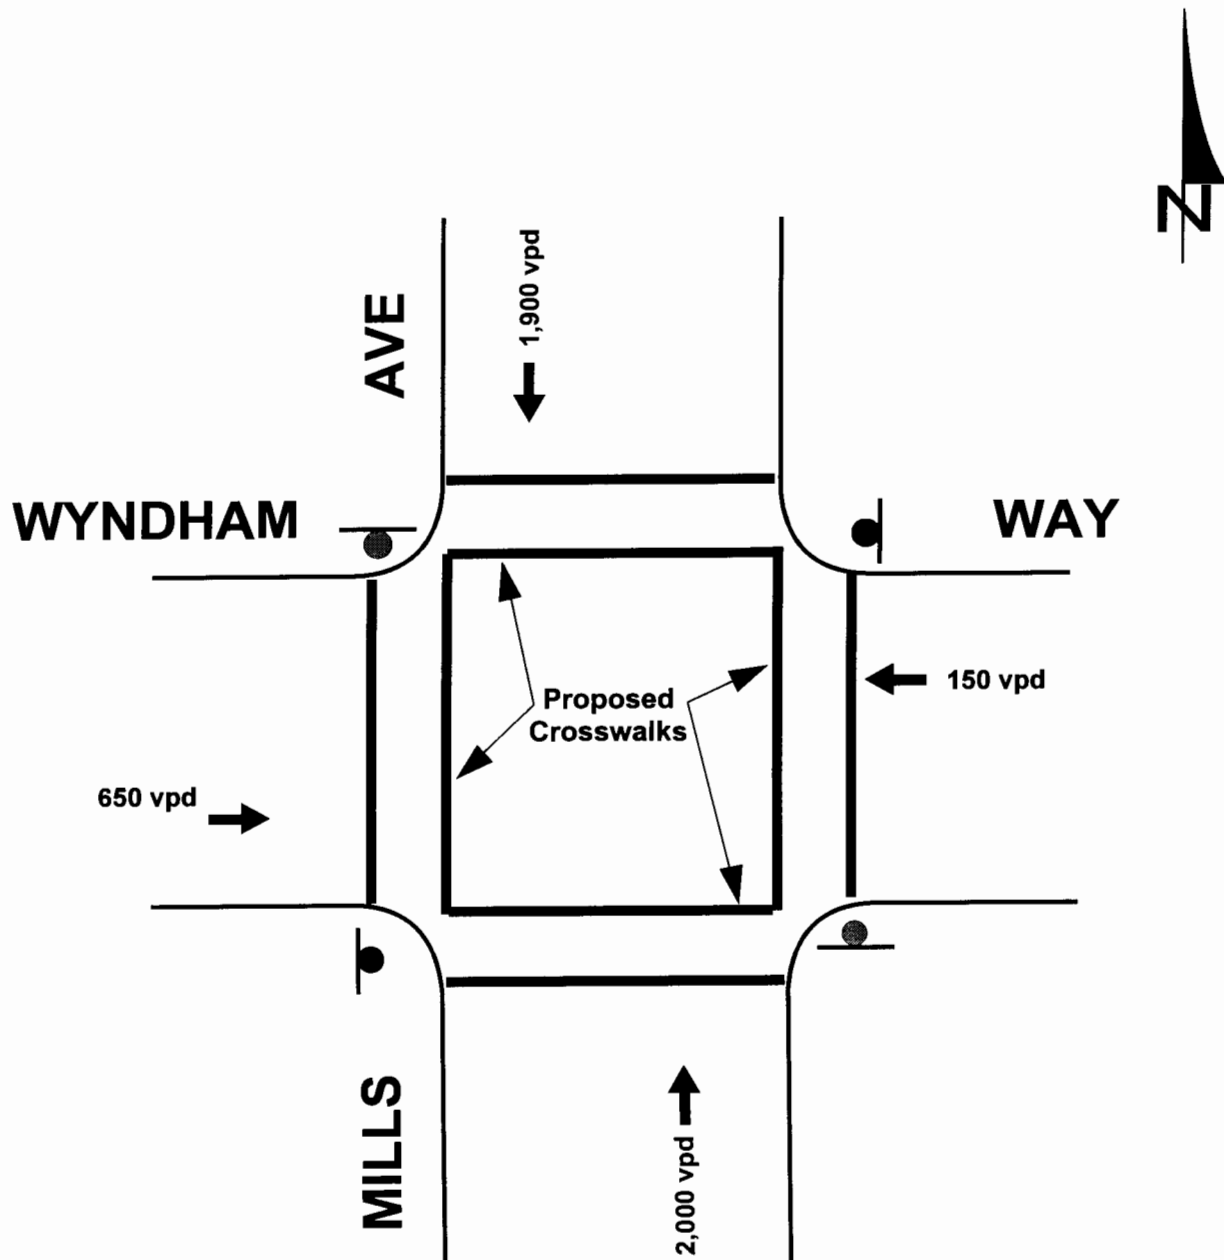 N
1,900 vpd
AVE
WYNDHAM
WAY
150 vpd
Proposed
Crosswalks
650 vpd
MILLS
2,000 vpd